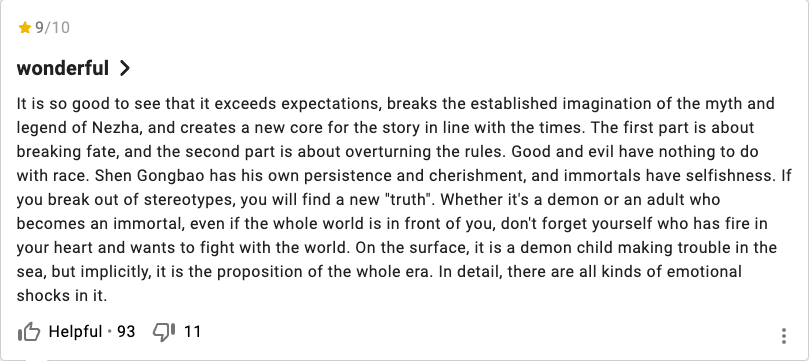 9/10
wonderful
It is so good to see that it exceeds expectations, breaks the established imagination of the myth and
legend of Nezha, and creates a new core for the story in line with the times. The first part is about
breaking fate, and the second part is about overturning the rules. Good and evil have nothing to do
with race. Shen Gongbao has his own persistence and cherishment, and immortals have selfishness. If
you break out of stereotypes, you will find a new "truth". Whether it's a demon or an adult who
becomes an immortal, even if the whole world is in front of you, don't forget yourself who has fire in
your heart and wants to fight with the world. On the surface, it is a demon child making trouble in the
sea, but implicitly, it is the proposition of the whole era. In detail, there are all kinds of emotional
shocks in it.
Helpful • 93 11